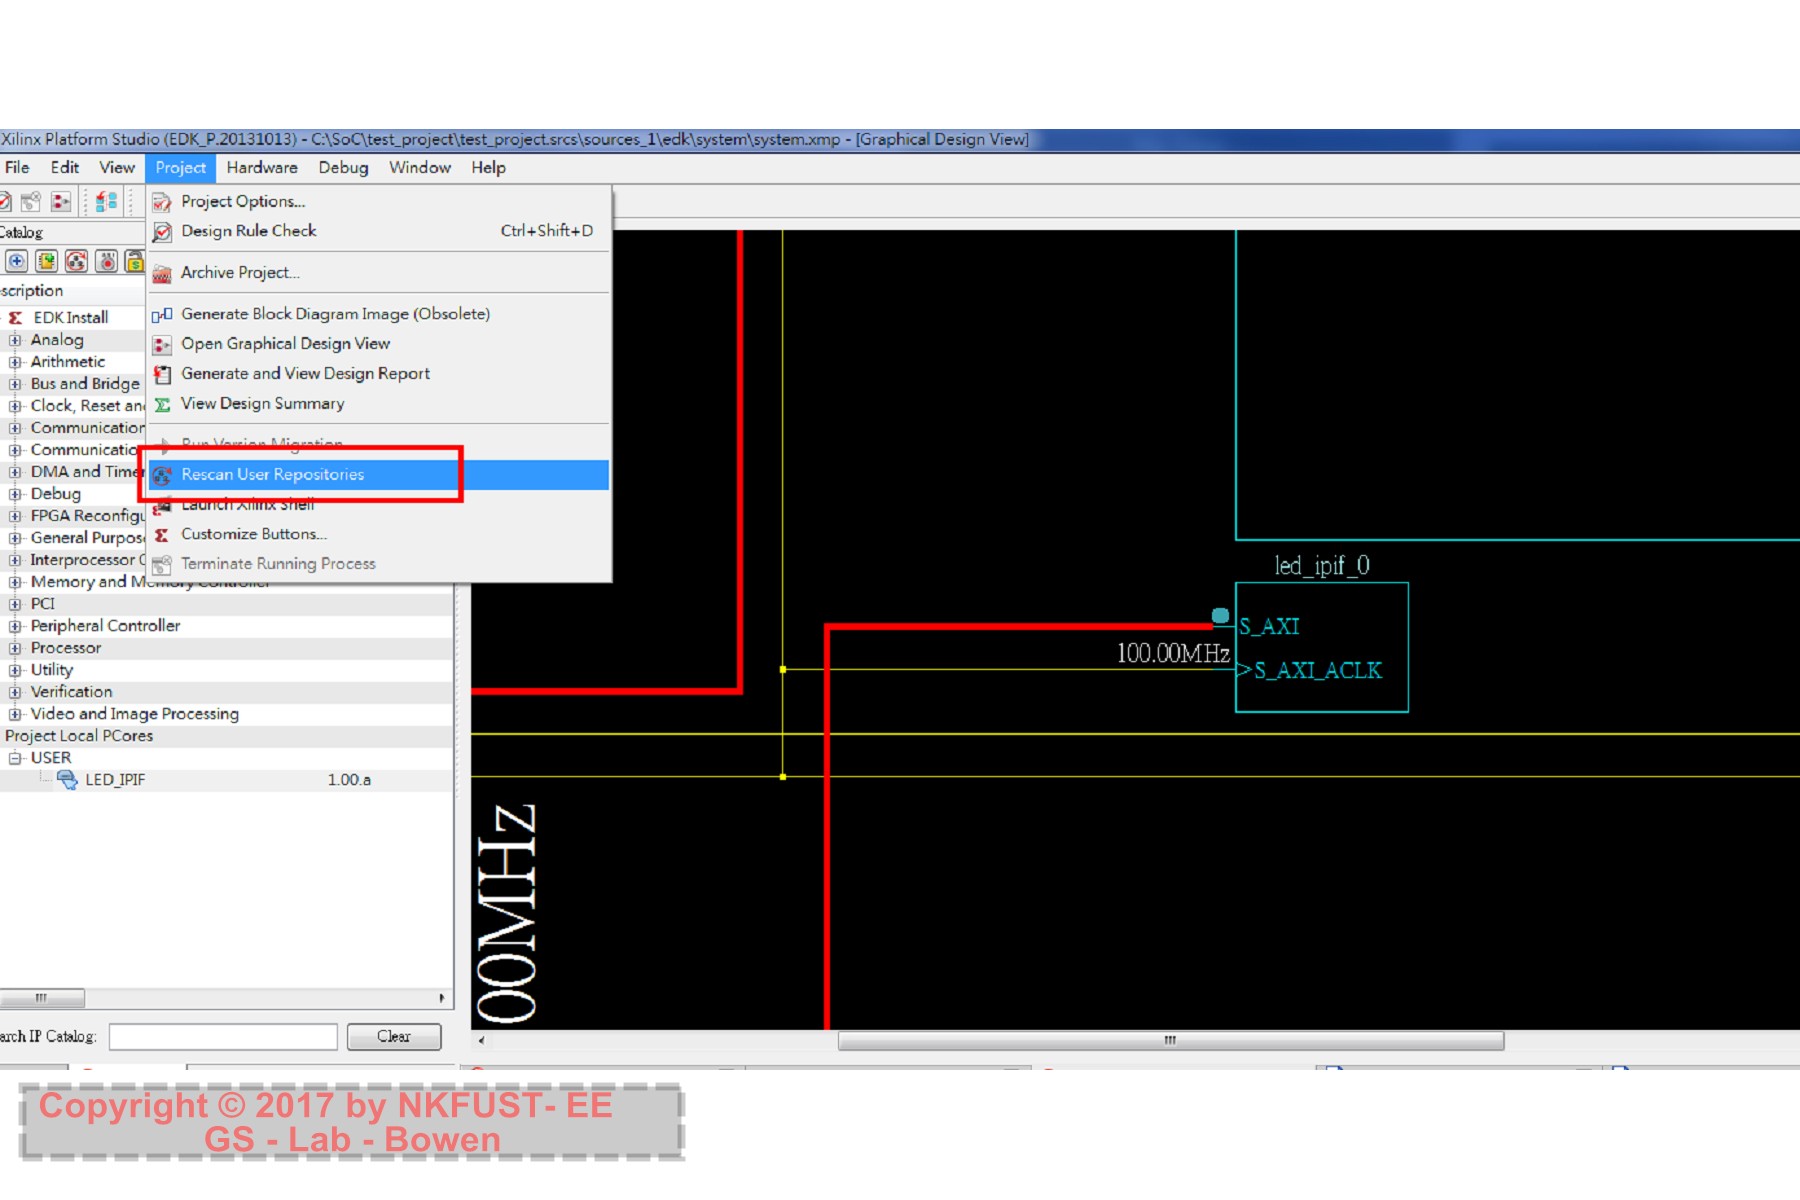 Xilinx Platform Studio (EDK_P.20131013) - C:\SoC\test_project\test_project.srcs\sources_1\edk\system\system.xmp - [Graphical Design View]
File Edit View Project Hardware Debug Window Help
Project Options...
Catalog
Design Rule Check Ctrl+Shift+D
Archive Project...
scription
EDK Install
Generate Block Diagram Image (Obsolete)
Analog
Open Graphical Design View
Arithmetic
Generate and View Design Report
Bus and Bridge
Clock, Reset and
View Design Summary
Communication
Run Version Migration
Communicatio
DMA and Timer
Rescan User Repositories
Debug
Launch Xilinx Shell
FPGA Reconfigu
General Purpos
Customize Buttons...
Interprocessor C
Terminate Running Process
Memory and Memory Controller
PCI
Peripheral Controller
Processor
Utility
Verification
Video and Image Processing
Project Local PCores
USER
LED_IPIF 1.00.a
arch IP Catalog:
Clear
led_ipif_0
S_AXI
100.00MHz
S_AXI_ACLK
00MHz
Copyright © 2017 by NKFUST- EE
GS - Lab - Bowen